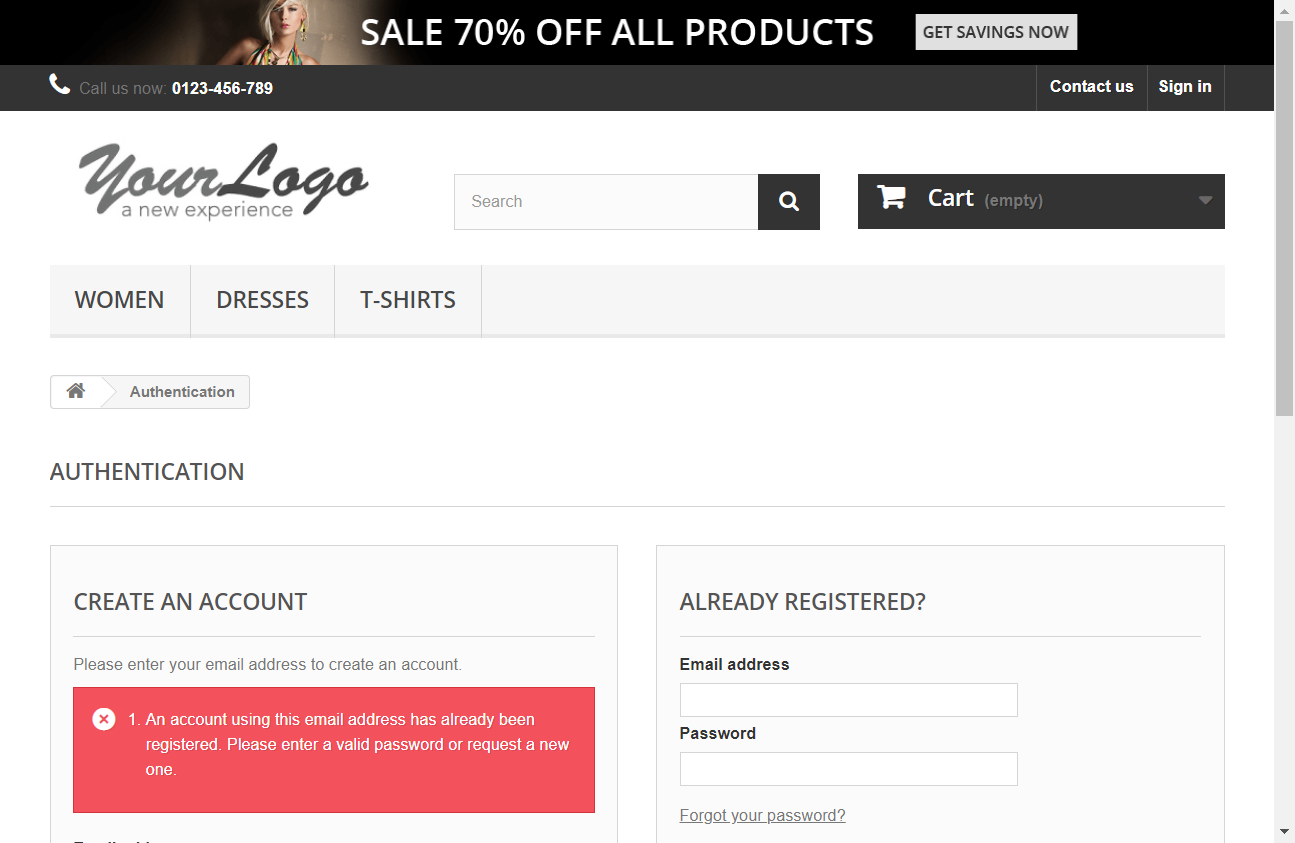 SALE 70% OFF ALL PRODUCTS GET SAVINGS NOW
Call us now: 0123-456-789 Contact us Sign in
Your Logo
a new experience
Search
Cart (empty)
WOMEN DRESSES T-SHIRTS
Authentication
AUTHENTICATION
CREATE AN ACCOUNT
Please enter your email address to create an account.
1. An account using this email address has already been
registered. Please enter a valid password or request a new
one.
ALREADY REGISTERED?
Email address
Password
Forgot your password?